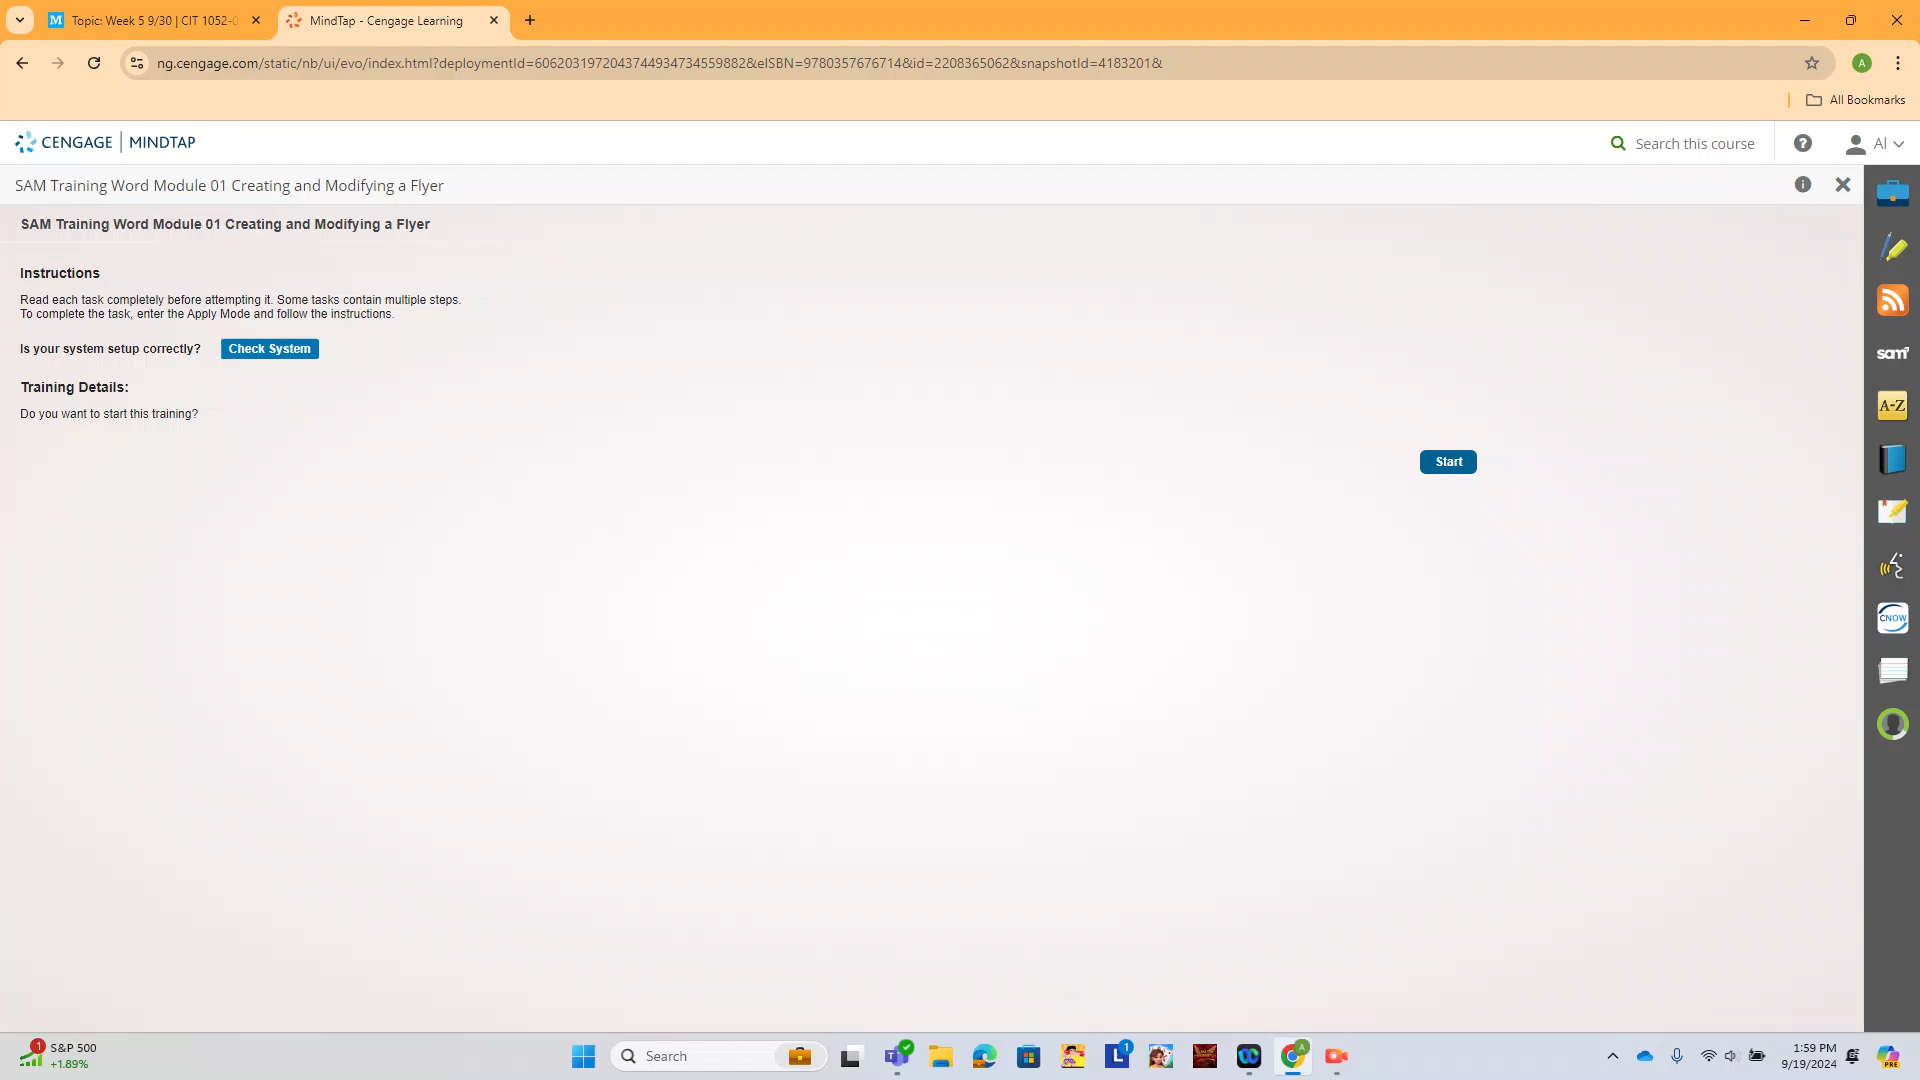 Topic: Week 5 9/30 | CIT 1052-0
MindTap - Cengage Learning
ng.cengage.com/static/nb/ui/evo/index.html?deploymentId=6062031972043744934734559882&eISBN=9780357676714&id=2208365062&snapshotId=4183201&
A
All Bookmarks
CENGAGE | MINDTAP
Search this course
Al
SAM Training Word Module 01 Creating and Modifying a Flyer
SAM Training Word Module 01 Creating and Modifying a Flyer
Instructions
Read each task completely before attempting it. Some tasks contain multiple steps.
To complete the task, enter the Apply Mode and follow the instructions.
Is your system setup correctly? Check System
Training Details:
Do you want to start this training?
Start
sam
A-Z
CNOW
1
S&P 500
+1.89%
Search
1
1:59 PM
9/19/2024
PRE